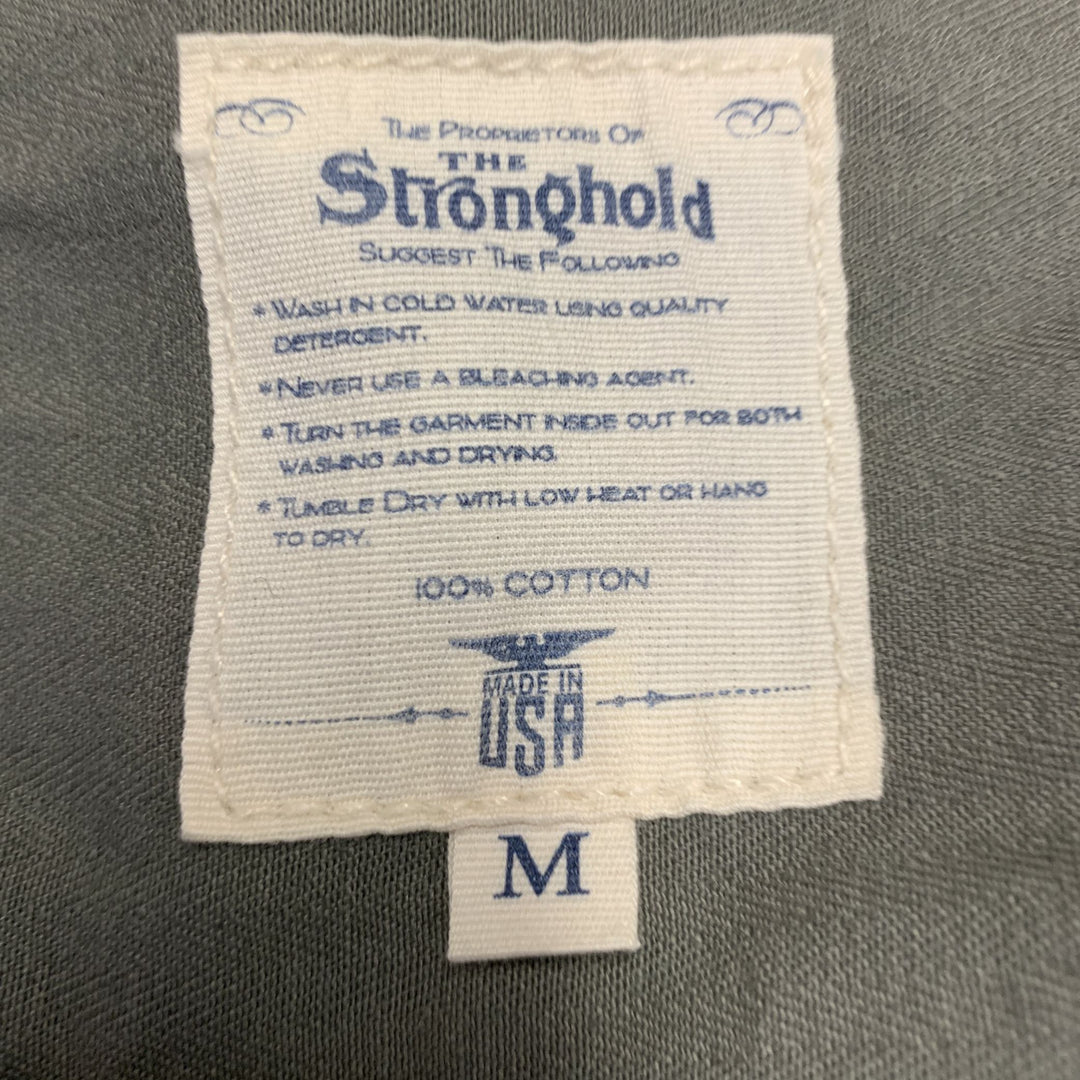 The Proprietors Of
THE
Stronghold
Suggest The Following
* Wash in cold water using quality
detergent.
* Never use a bleaching agent.
* Turn the garment inside out for both
washing and drying.
* Tumble Dry with low heat or hang
to dry.
100% COTTON
MADE IN
USA
M